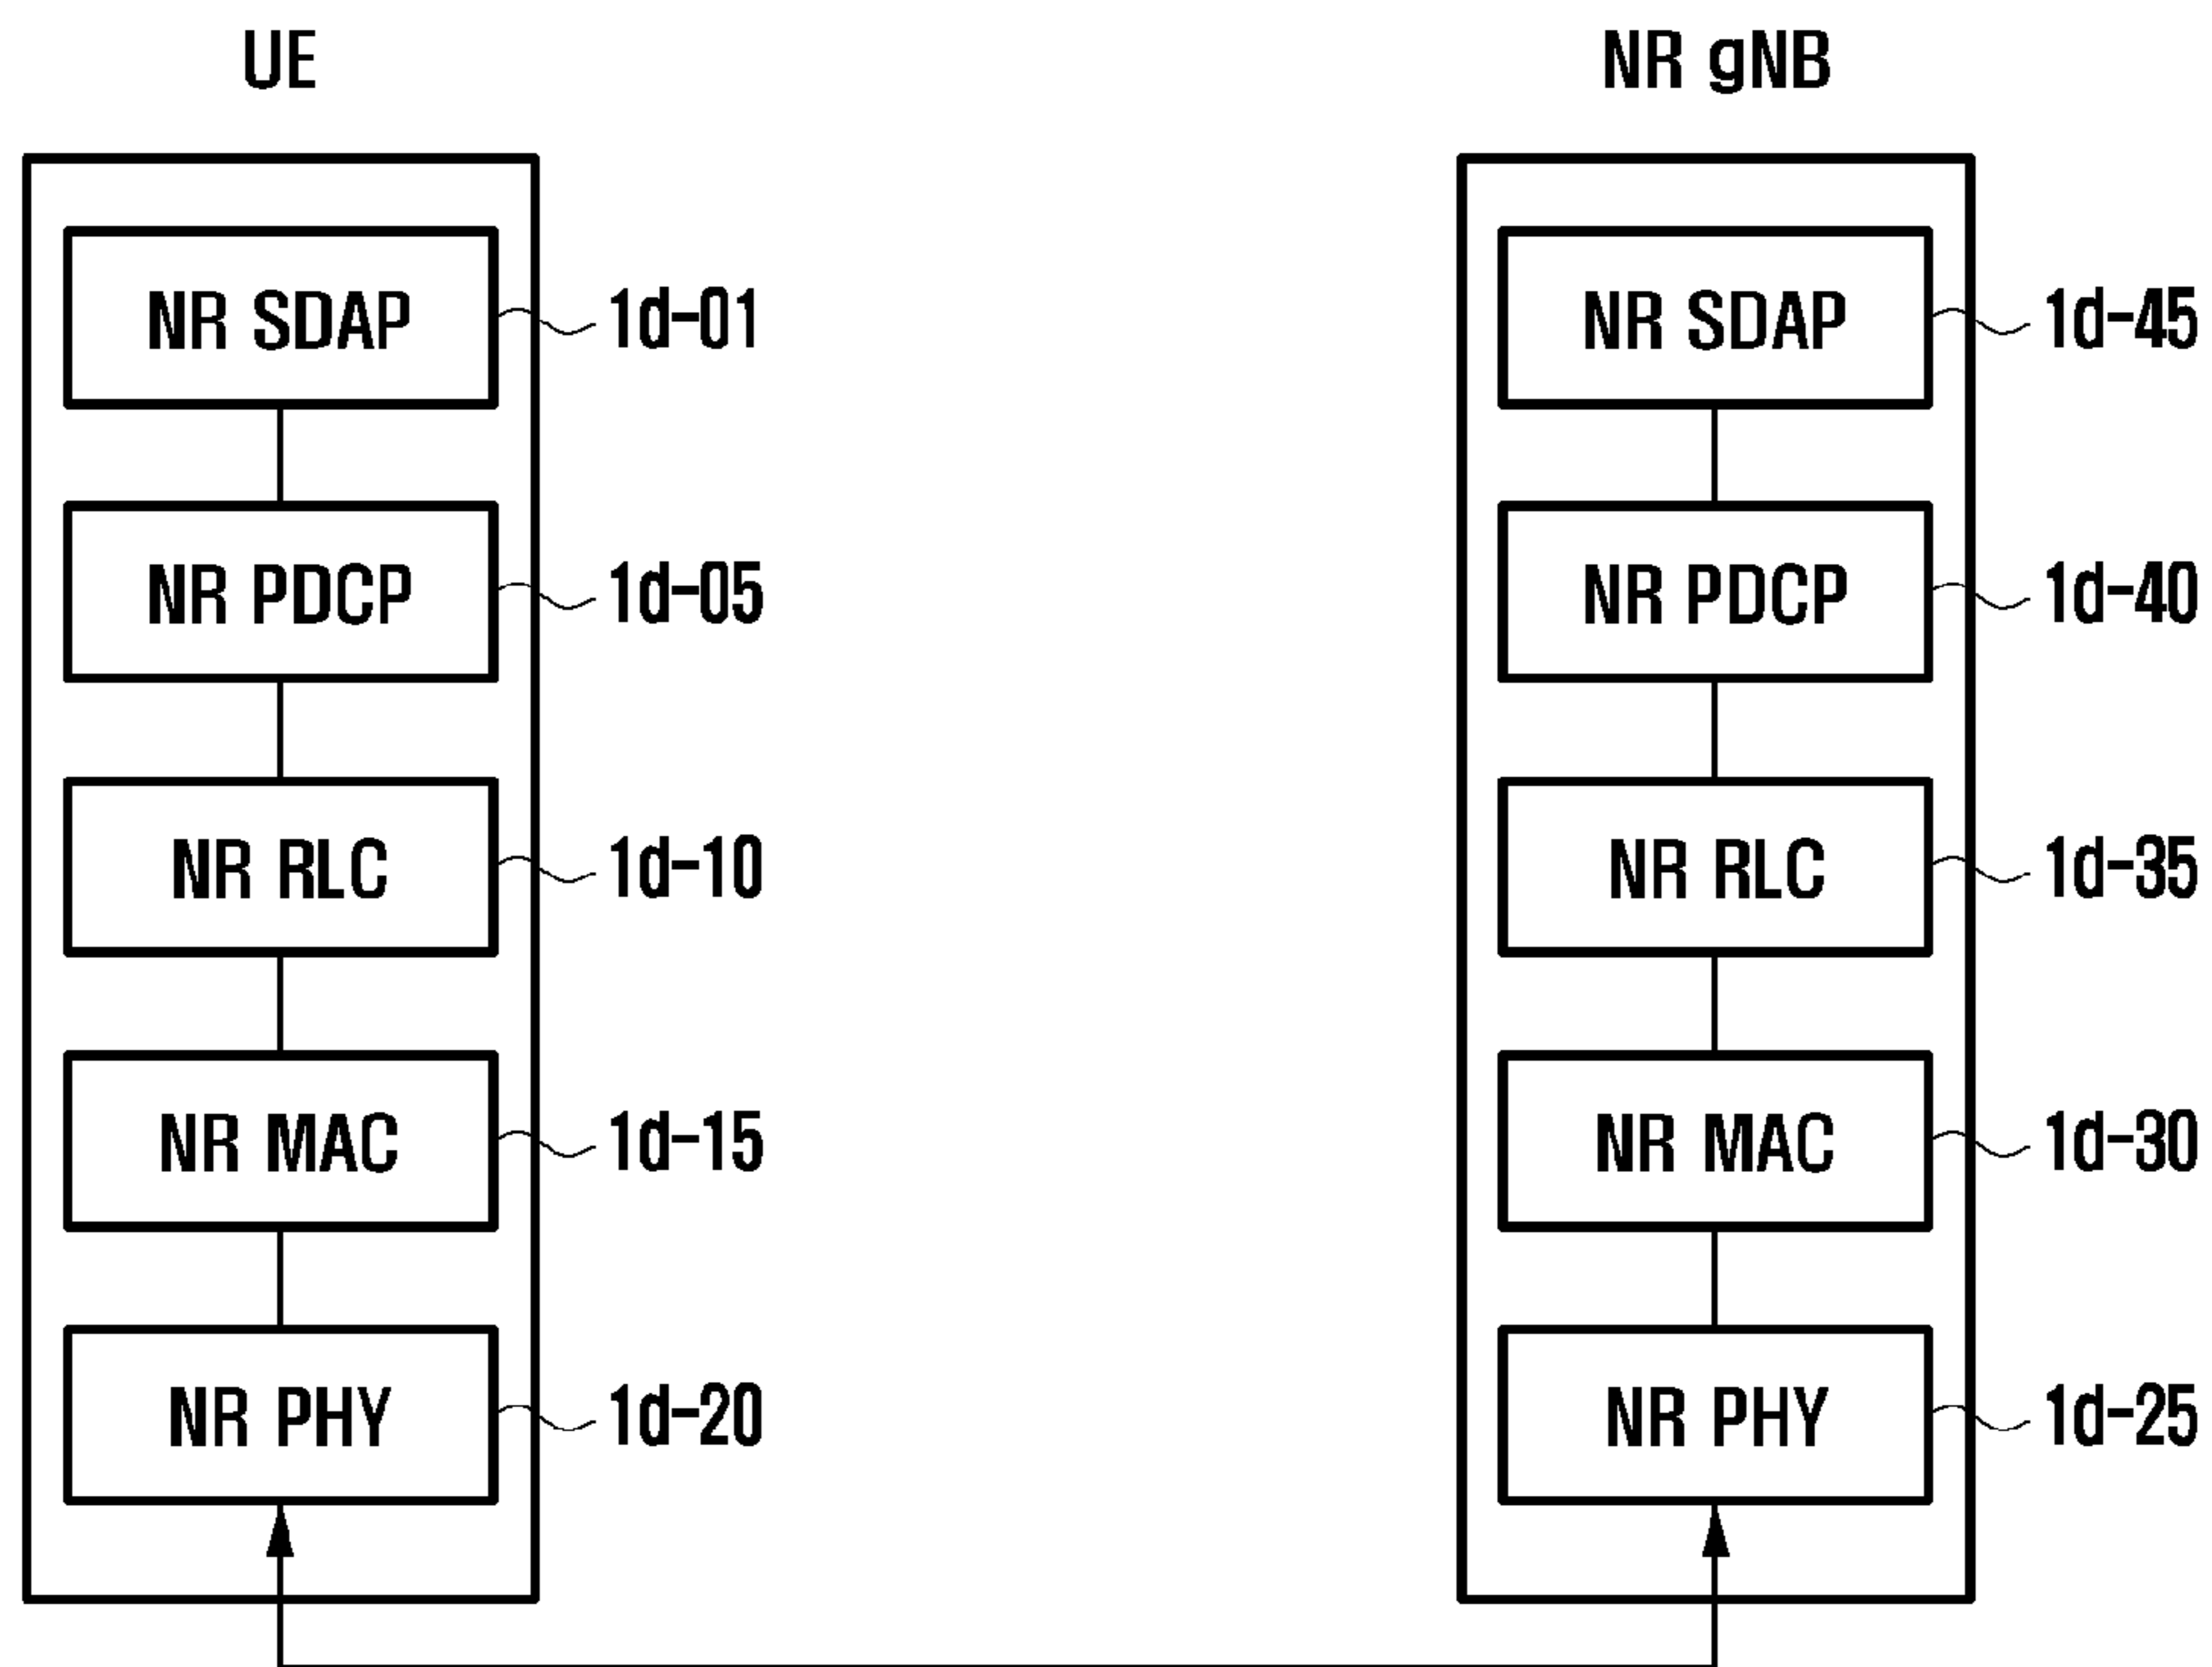 UE
NR gNB
NR SDAP 1d-01
NR SDAP 1d-45
NR PDCP 1d-05
NR PDCP 1d-40
NR RLC 1d-10
NR RLC 1d-35
NR MAC 1d-15
NR MAC 1d-30
NR PHY 1d-20
NR PHY 1d-25